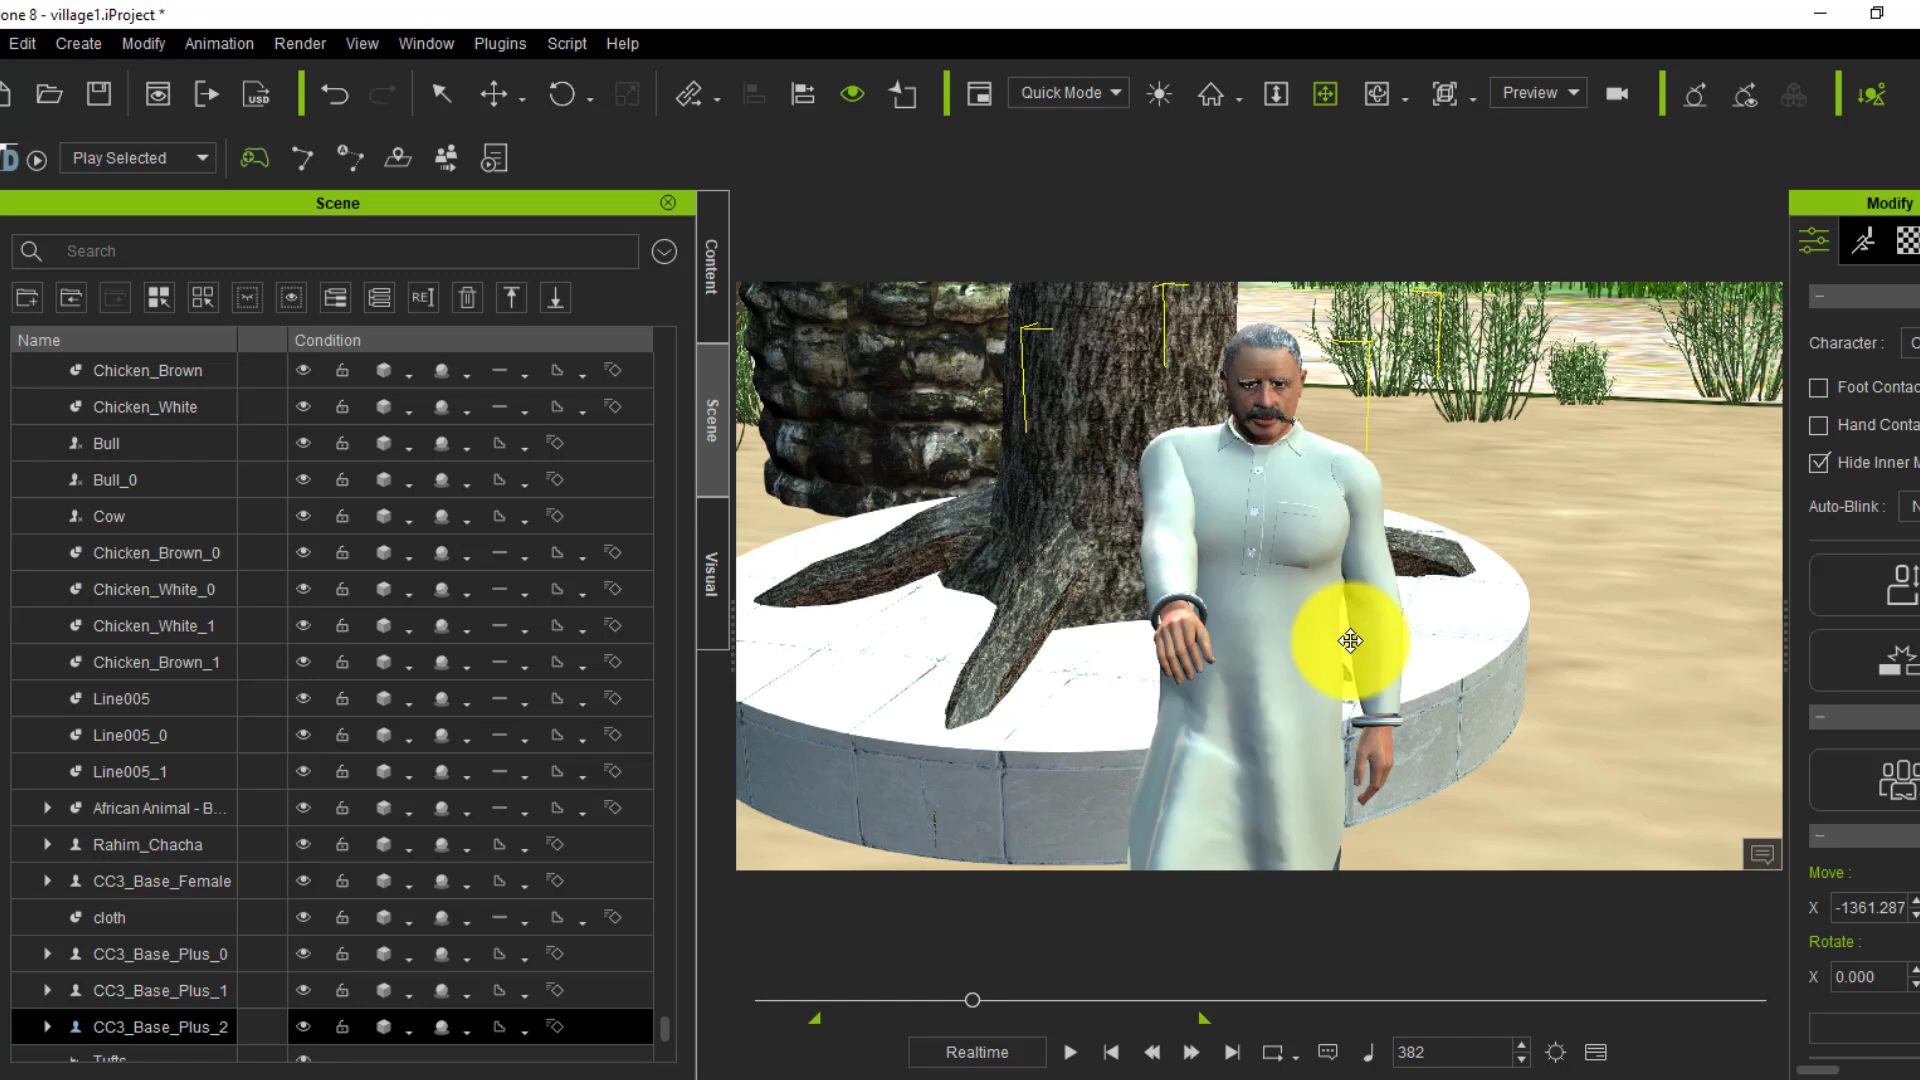 one 8 - village1.iProject *
Edit Create Modify Animation Render View Window Plugins Script Help
USD
Quick Mode
Preview
Play Selected
Scene
Search
REI
Name Condition
Chicken_Brown
Chicken_White
Bull
Bull_0
Cow
Chicken_Brown_0
Chicken_White_0
Chicken_White_1
Chicken_Brown_1
Line005
Line005_0
Line005_1
African Animal - B...
Rahim_Chacha
CC3_Base_Female
cloth
CC3_Base_Plus_0
CC3_Base_Plus_1
CC3_Base_Plus_2
Tufts
Content
Scene
Visual
Realtime
382
Modify
Character :
Foot Contac
Hand Conta
Hide Inner M
Auto-Blink : N
Move :
X -1361.287
Rotate :
X 0.000